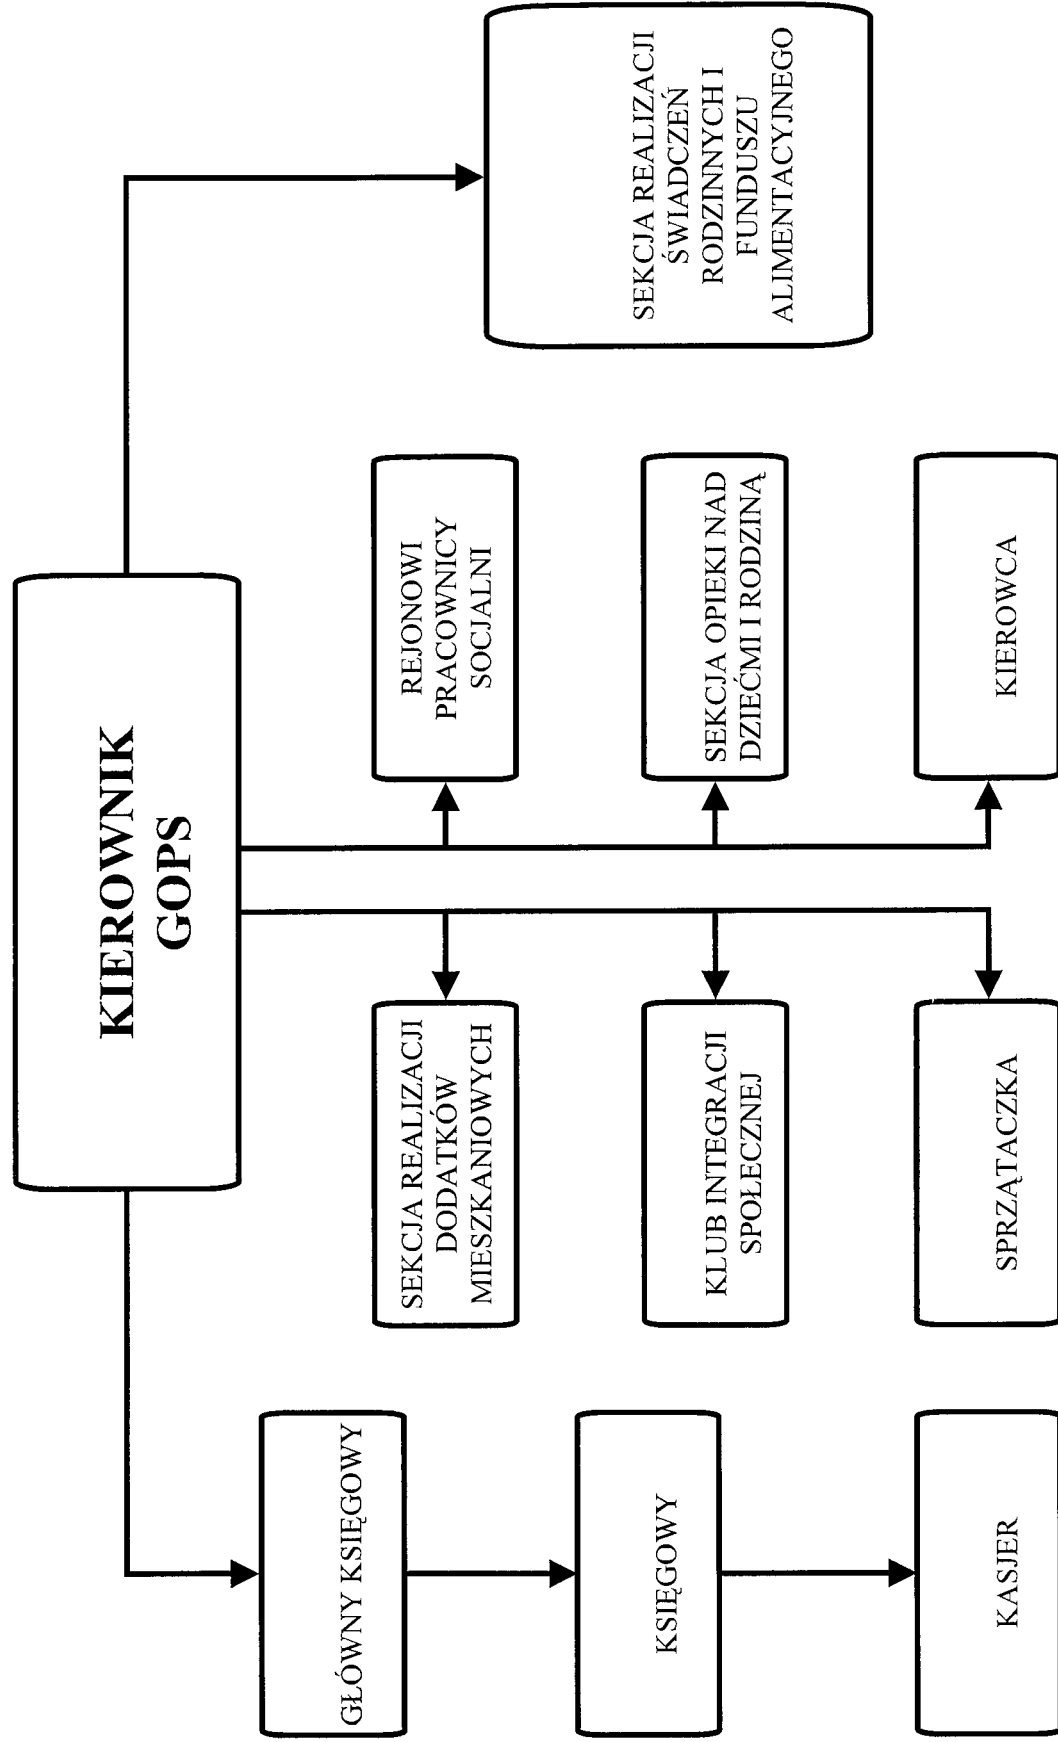 KIEROWNIK
GOPS
GŁÓWNY KSIĘGOWY
KSIĘGOWY
KASJER
SEKCJA REALIZACJI
DODATKÓW
MIESZKANIOWYCH
KLUB INTEGRACJI
SPOŁECZNEJ
SPRZĄTACZKA
REJONOWI
PRACOWNICY
SOCJALNI
SEKCJA OPIEKI NAD
DZIEĆMI I RODZINĄ
KIEROWCA
SEKCJA REALIZACJI
ŚWIADCZEŃ
RODZINNYCH I
FUNDUSZU
ALIMENTACYJNEGO